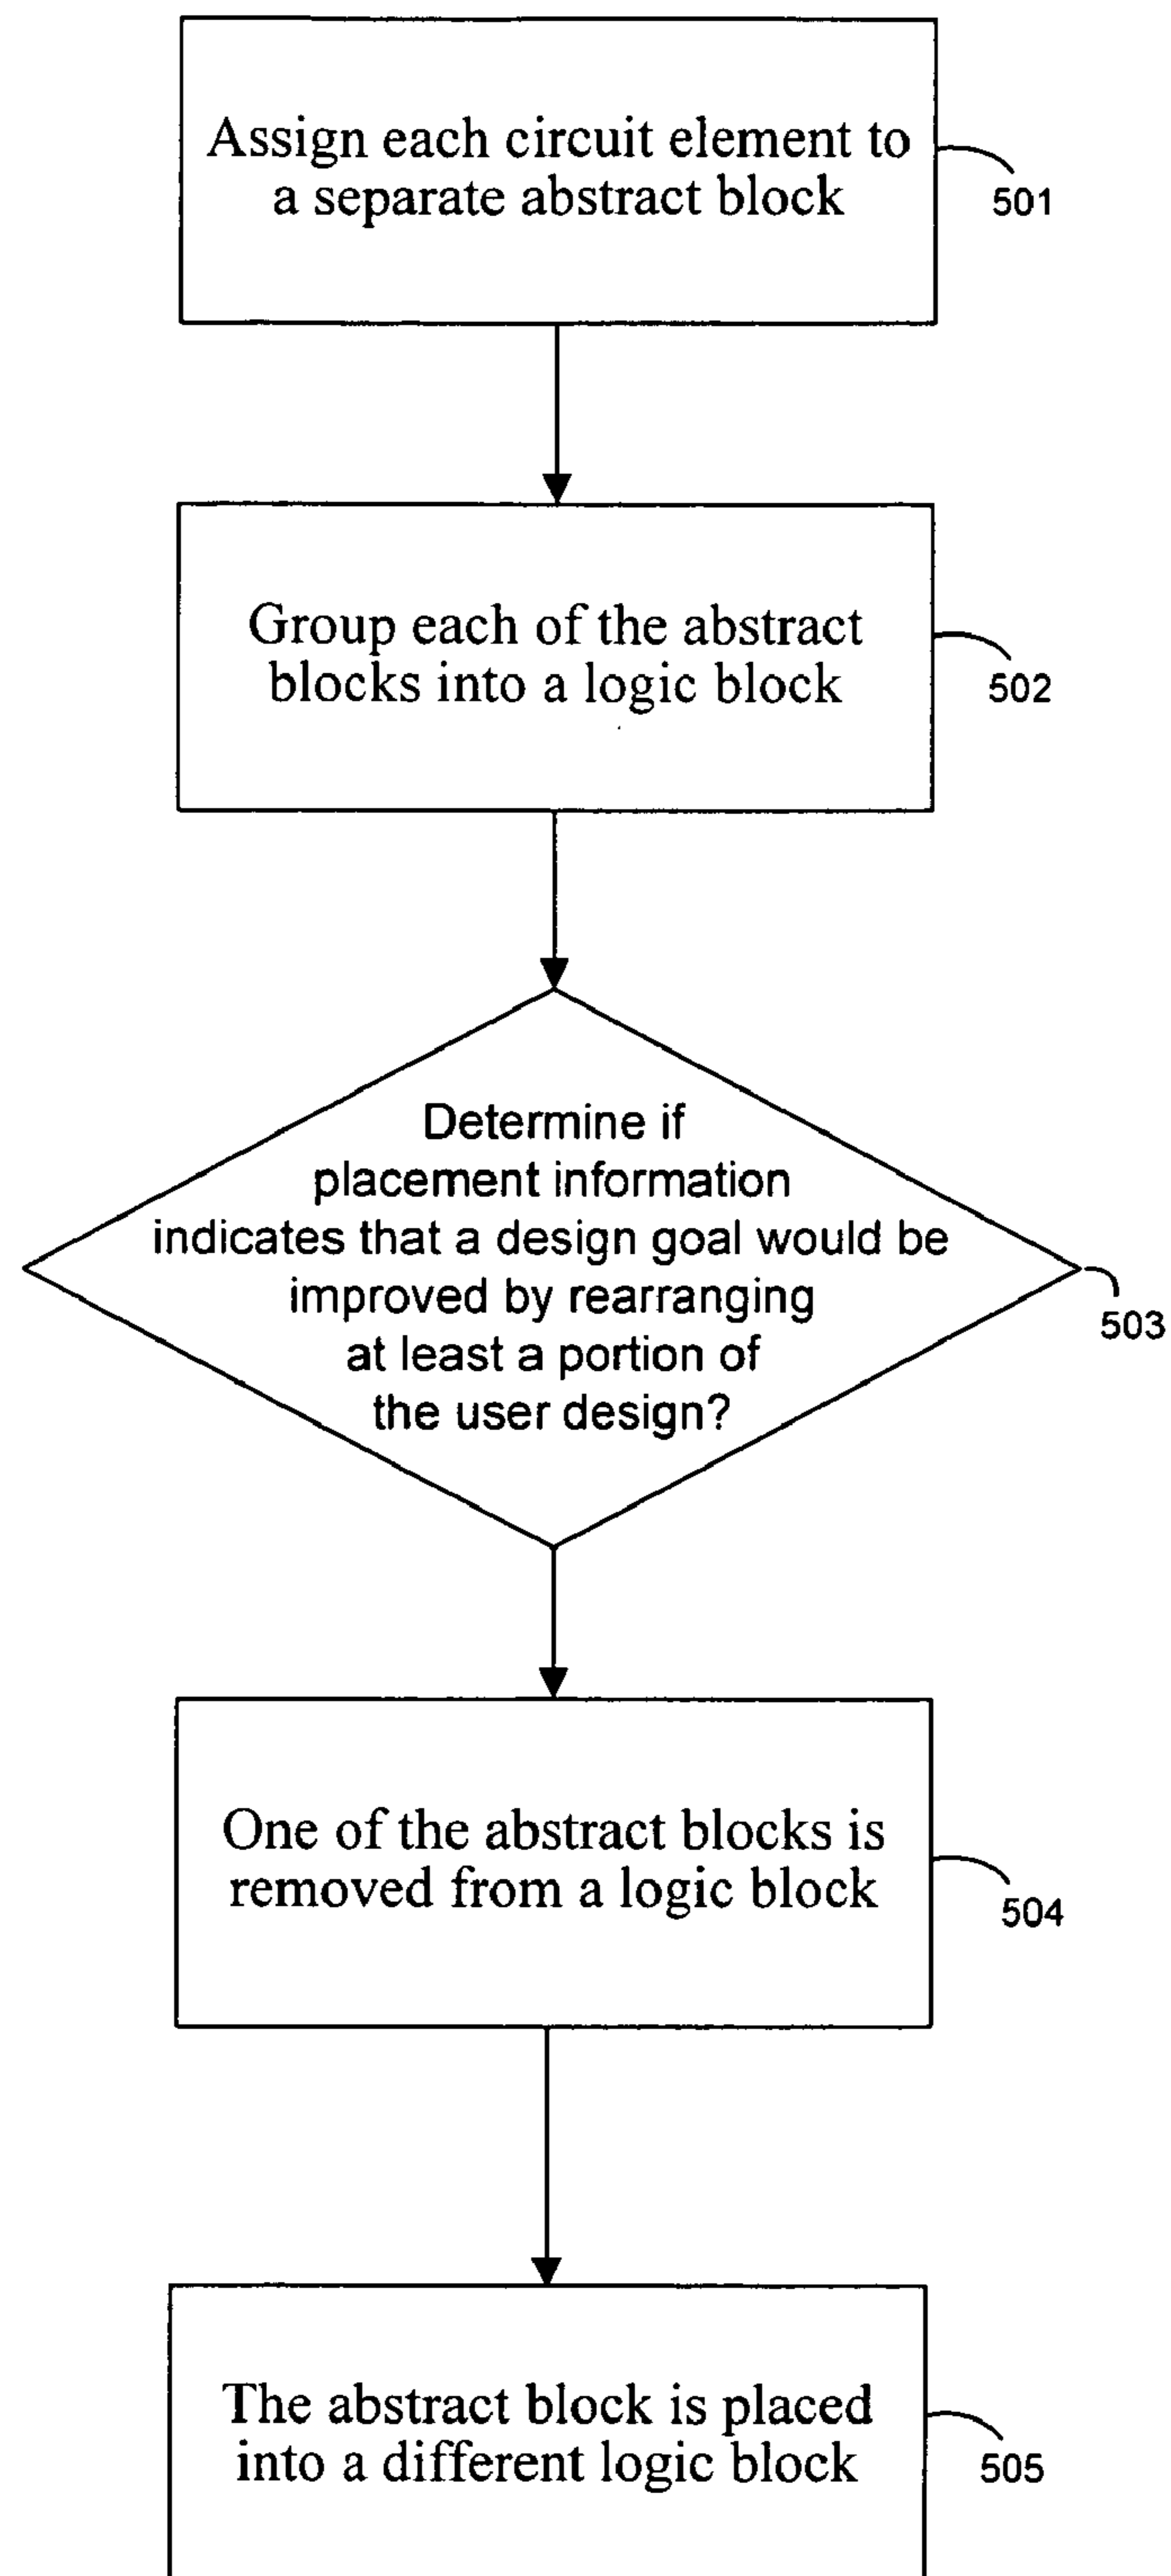 Assign each circuit element to
a separate abstract block
501
Group each of the abstract
blocks into a logic block
502
Determine if
placement information
indicates that a design goal would be
improved by rearranging
at least a portion of
the user design?
503
One of the abstract blocks is
removed from a logic block
504
The abstract block is placed
into a different logic block
505